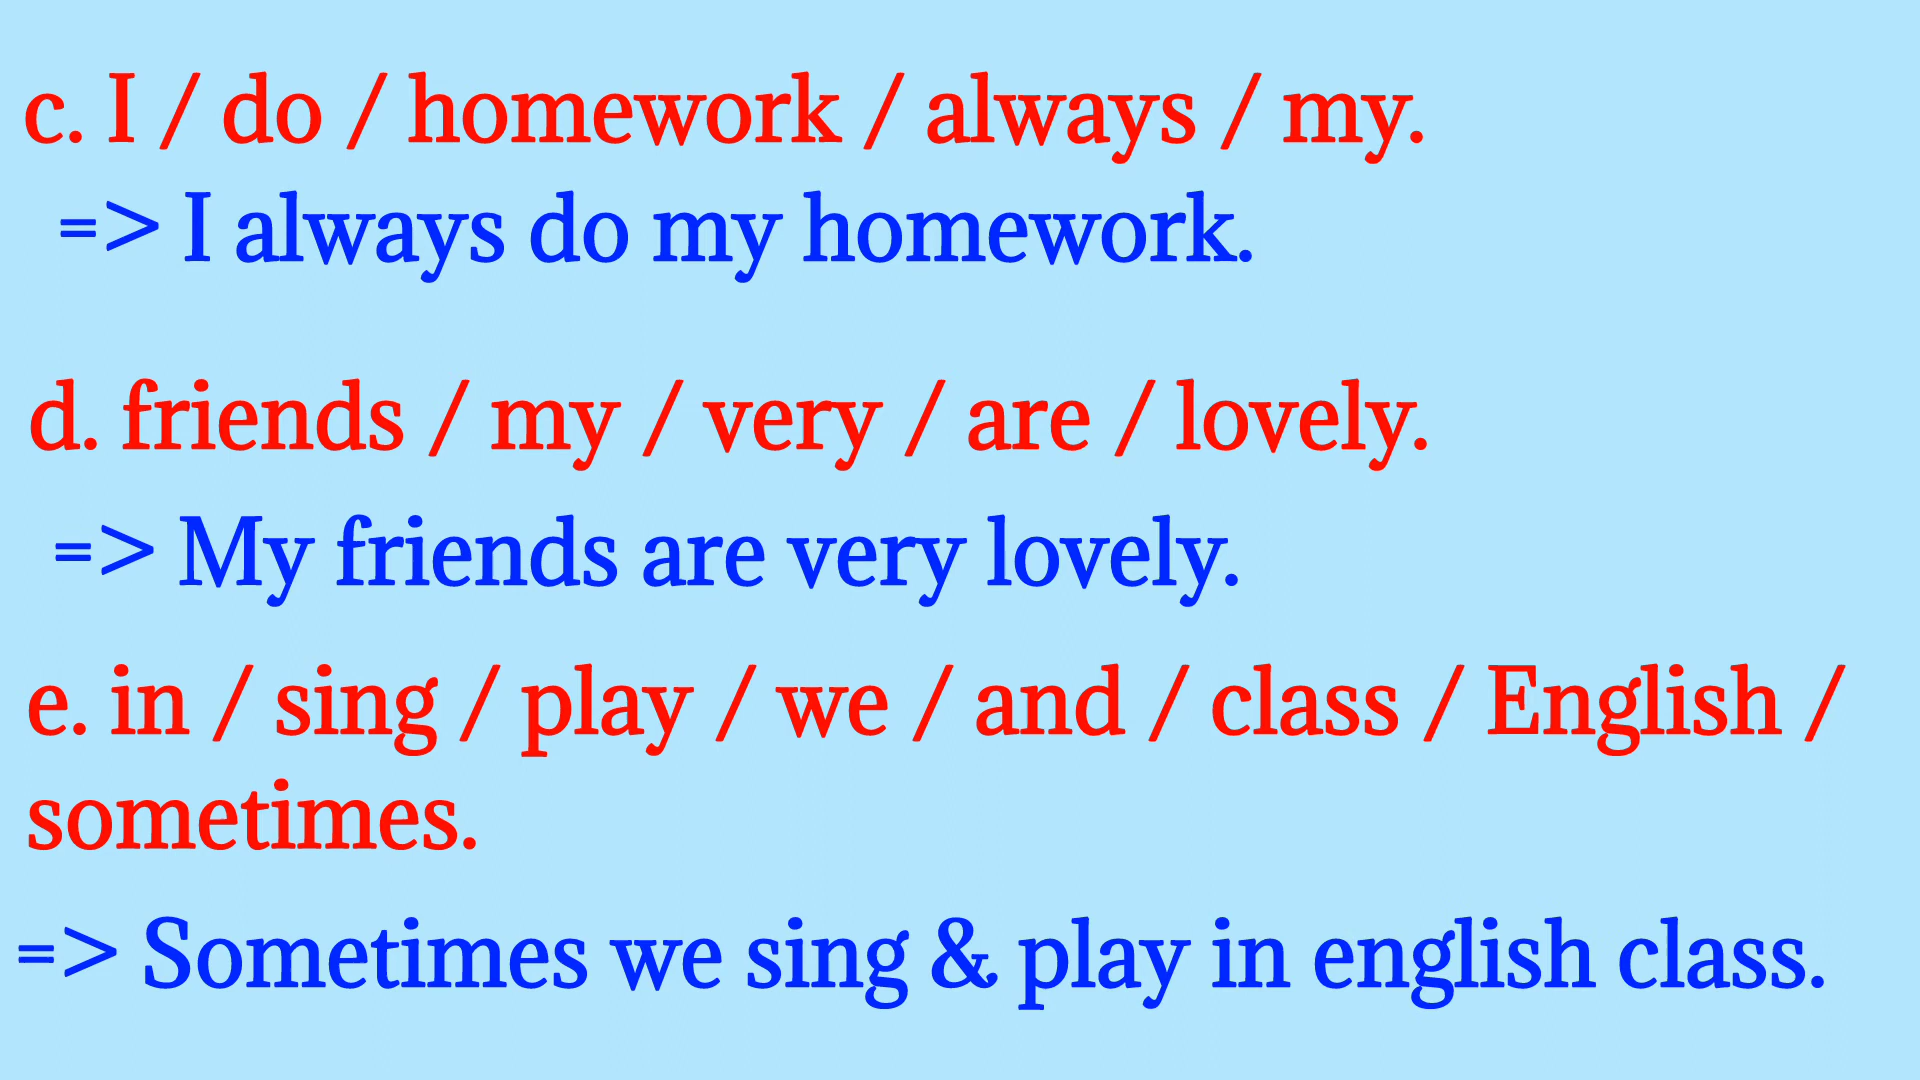 c. I / do / homework / always / my.
=> I always do my homework.
d. friends / my / very / are / lovely.
=> My friends are very lovely.
e. in / sing / play / we / and / class / English /
sometimes.
=> Sometimes we sing & play in english class.